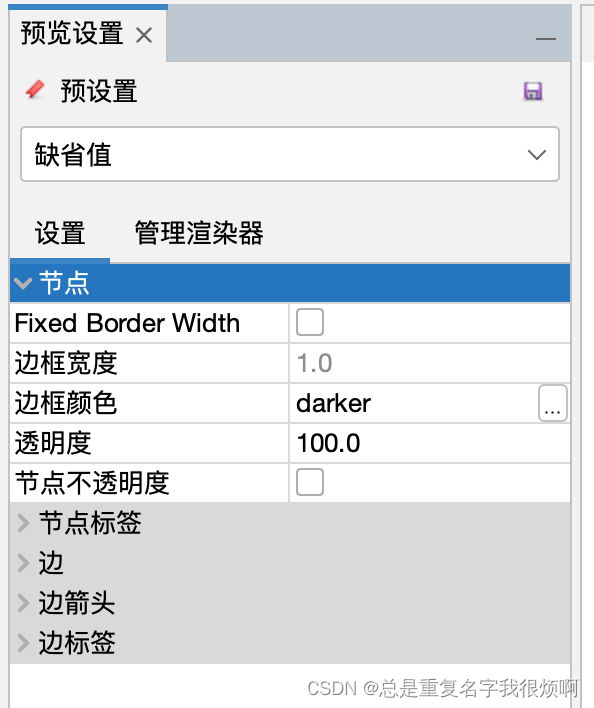 预览设置
预设置
缺省值
设置 管理渲染器
节点
Fixed Border Width
边框宽度 1.0
边框颜色 darker ...
透明度 100.0
节点不透明度
节点标签
边
边箭头
边标签
CSDN @总是重复名字我很烦啊